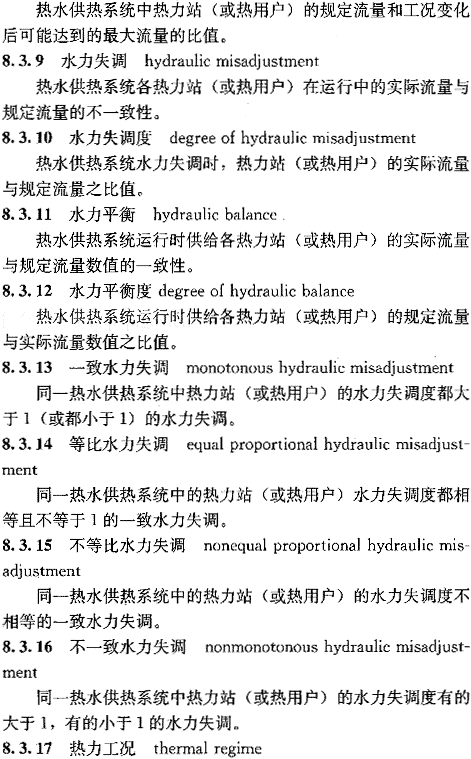 热水供热系统中热力站（或热用户）的规定流量和工况变化
后可能达到的最大流量的比值。
8.3.9 水力失调 hydraulic misadjustment
热水供热系统各热力站（或热用户）在运行中的实际流量与
规定流量的不一致性。
8.3.10 水力失调度 degree of hydraulic misadjustment
热水供热系统水力失调时，热力站（或热用户）的实际流量
与规定流量之比值。
8.3.11 水力平衡 hydraulic balance
热水供热系统运行时供给各热力站（或热用户）的实际流量
与规定流量数值的一致性。
8.3.12 水力平衡度 degree of hydraulic balance
热水供热系统运行时供给各热力站（或热用户）的规定流量
与实际流量数值之比值。
8.3.13 一致水力失调 monotonous hydraulic misadjustment
同一热水供热系统中热力站（或热用户）的水力失调度都大
于1（或都小于1）的水力失调。
8.3.14 等比水力失调 equal proportional hydraulic misadjust-
ment
同一热水供热系统中的热力站（或热用户）水力失调度都相
等且不等于1的一致水力失调。
8.3.15 不等比水力失调 nonequal proportional hydraulic mis-
adjustment
同一热水供热系统中的热力站（或热用户）的水力失调度不
相等的一致水力失调。
8.3.16 不一致水力失调 nonmonotonous hydraulic misadjust-
ment
同一热水供热系统中热力站（或热用户）的水力失调度有的
大于1，有的小于1的水力失调。
8.3.17 热力工况 thermal regime